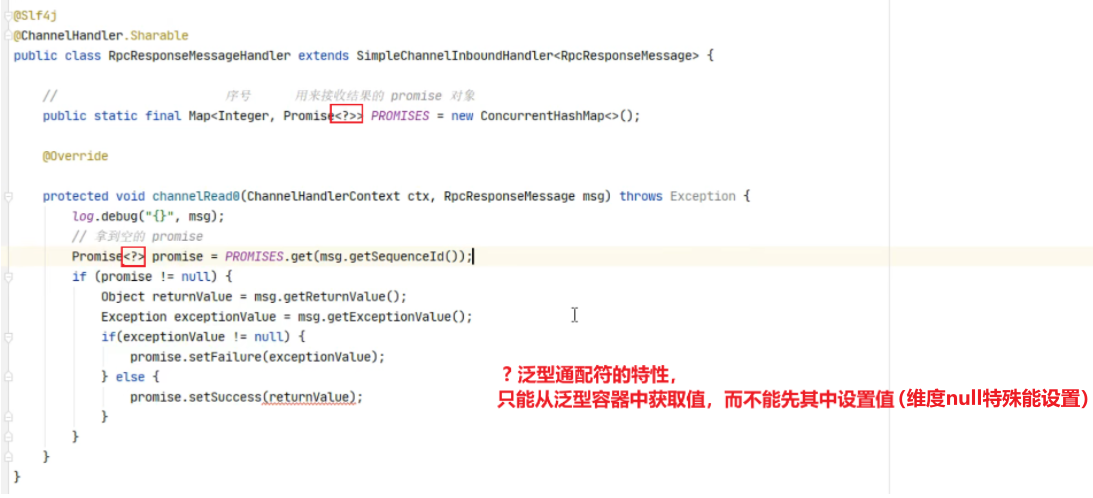 @Slf4j
@ChannelHandler.Sharable
public class RpcResponseMessageHandler extends SimpleChannelInboundHandler<RpcResponseMessage> {
// 序号 用来接收结果的 promise 对象
public static final Map<Integer, Promise<?>> PROMISES = new ConcurrentHashMap<>();
@Override
protected void channelRead0(ChannelHandlerContext ctx, RpcResponseMessage msg) throws Exception {
log.debug("{}", msg);
// 拿到空的 promise
Promise<?> promise = PROMISES.get(msg.getSequenceId());
if (promise != null) {
Object returnValue = msg.getReturnValue();
Exception exceptionValue = msg.getExceptionValue();
if(exceptionValue != null) {
promise.setFailure(exceptionValue);
} else {
promise.setSuccess(returnValue);
}
}
}
}
？泛型通配符的特性，
只能从泛型容器中获取值，而不能先其中设置值（维度null特殊能设置）